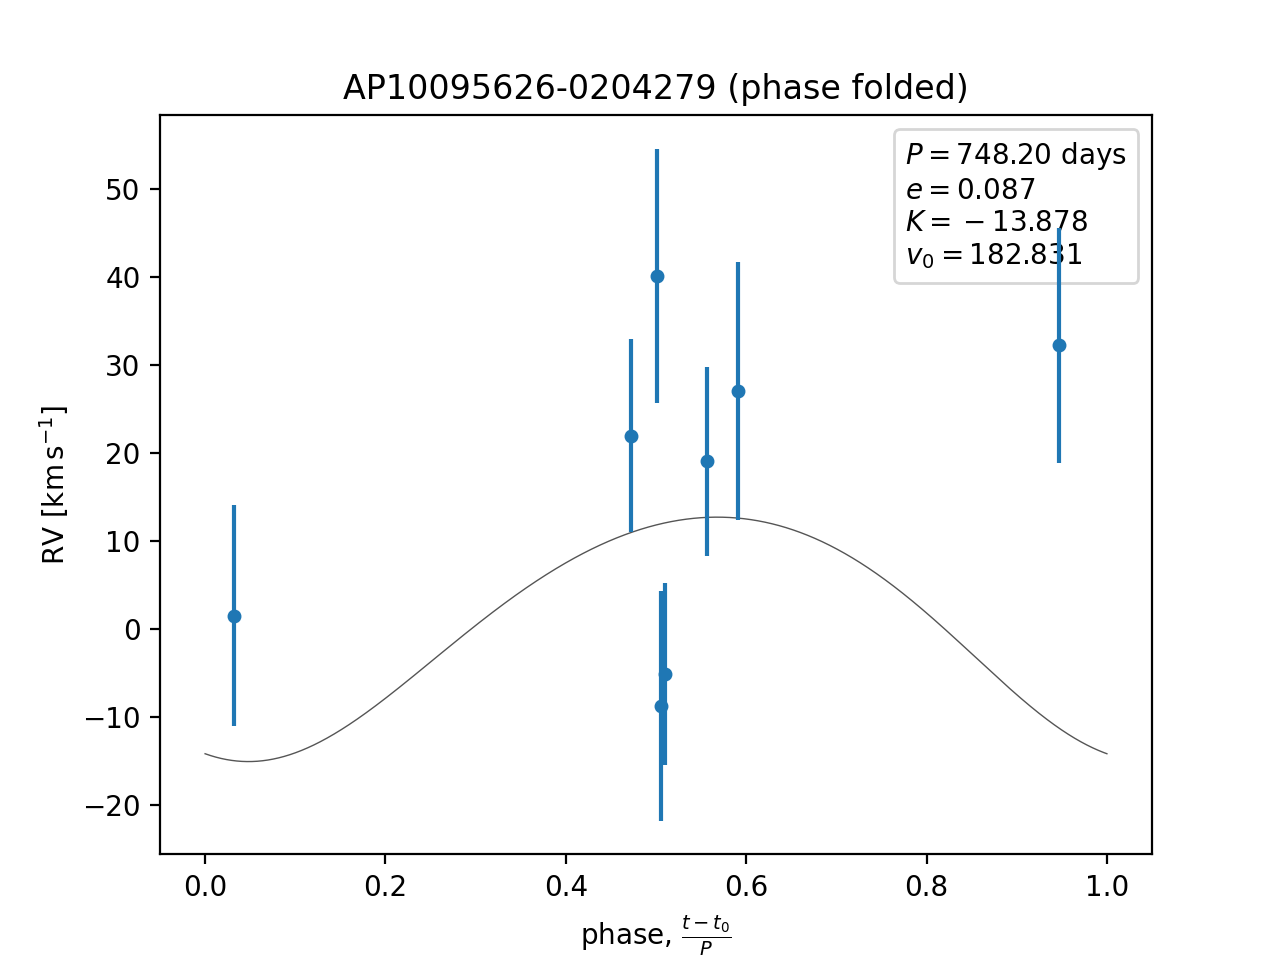 AP10095626-0204279 (phase folded)
P = 748.20 days
e = 0.087
K = −13.878
v₀ = 182.831
50
40
30
20
10
0
−10
−20
RV [km s⁻¹]
0.0 0.2 0.4 0.6 0.8 1.0
phase, (t − t₀)/P